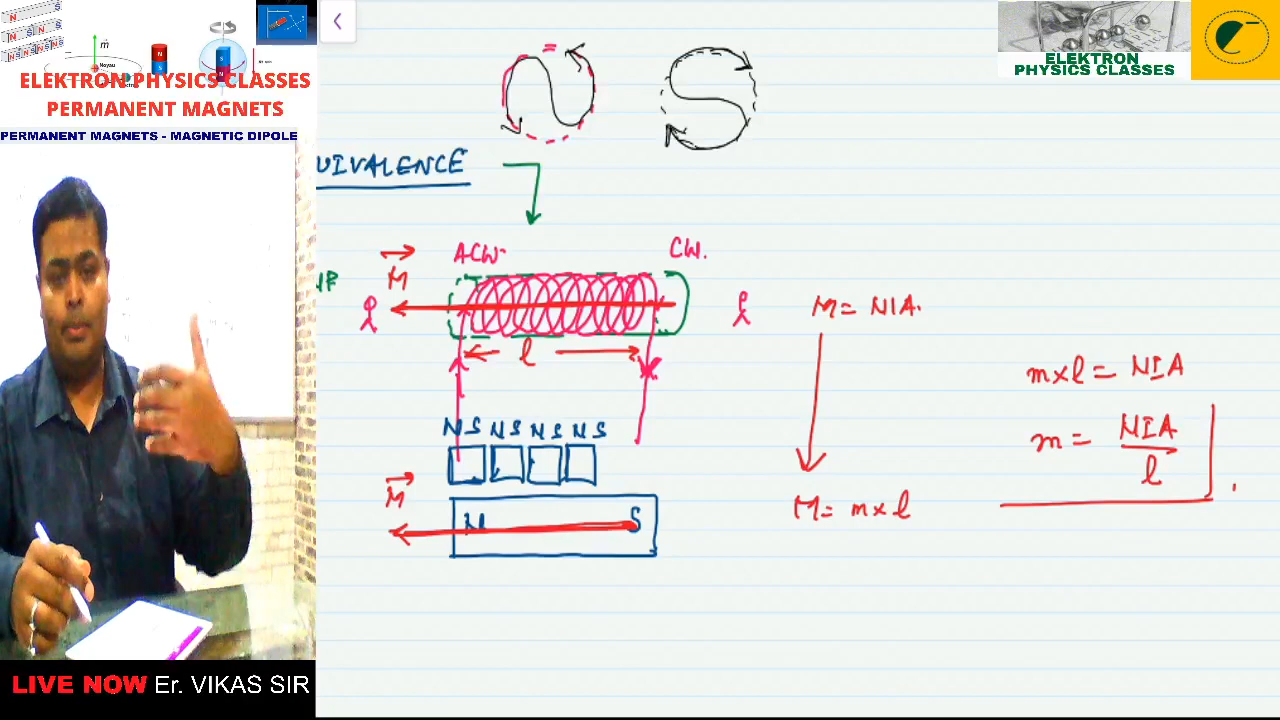 ELEKTRON PHYSICS CLASSES
PERMANENT MAGNETS
PERMANENT MAGNETS - MAGNETIC DIPOLE
ELEKTRON
PHYSICS CLASSES
N S
UIVALENCE
ACW
CW.
M
l
M = NIA.
m×l = NIA
m = NIA
l
N S N S N S N S
M
N S
M = m×l
LIVE NOW Er. VIKAS SIR